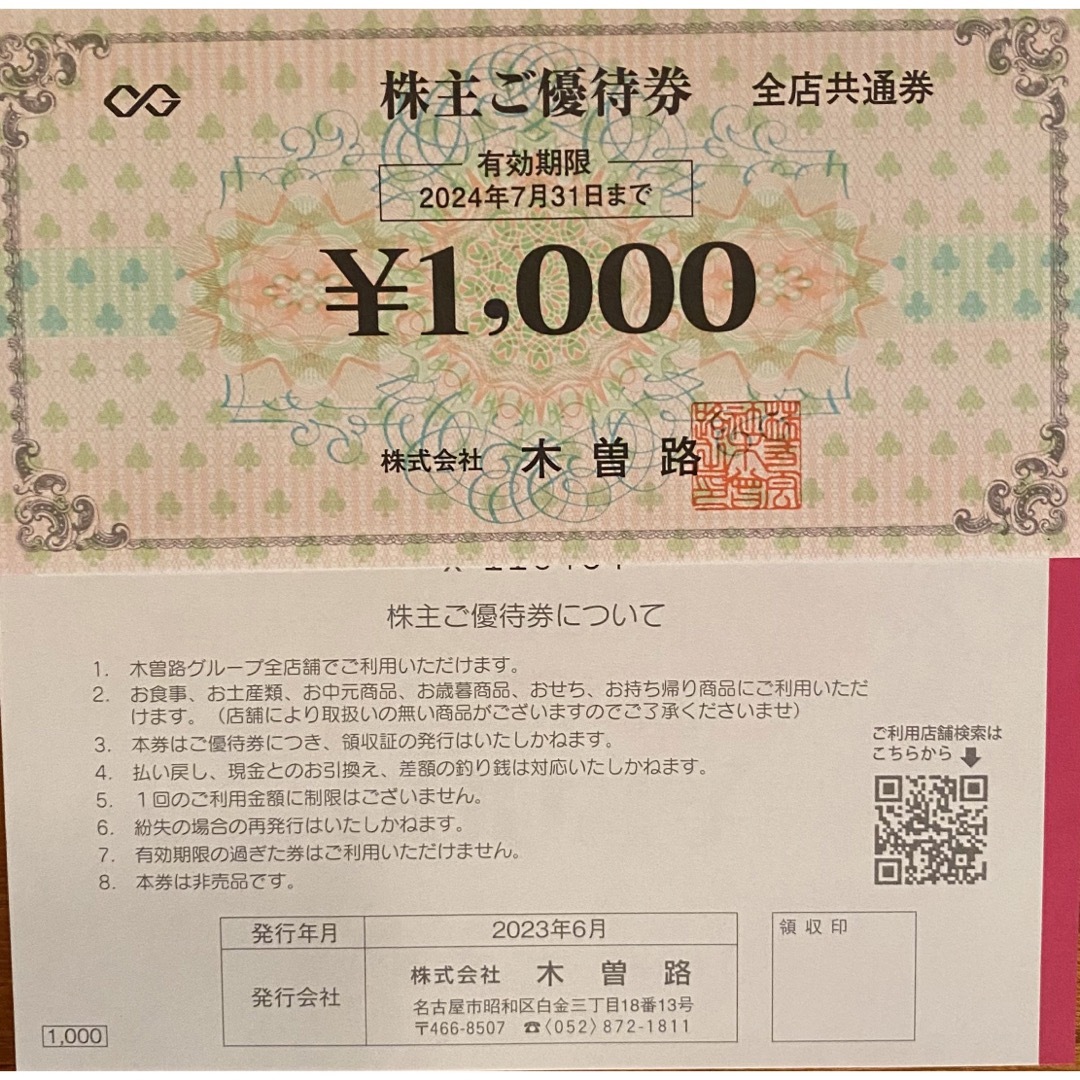 株主ご優待券 全店共通券
有効期限
2024年7月31日まで
¥1,000
株式会社 木曽路
株主ご優待券について
1. 木曽路グループ全店舗でご利用いただけます。
2. お食事、お土産類、お中元商品、お歳暮商品、おせち、お持ち帰り商品にご利用いただ
けます。(店舗により取扱いの無い商品がございますのでご了承くださいませ)
3. 本券はご優待券につき、領収証の発行はいたしかねます。
4. 払い戻し、現金とのお引換え、差額の釣り銭は対応いたしかねます。
5. 1回のご利用金額に制限はございません。
6. 紛失の場合の再発行はいたしかねます。
7. 有効期限の過ぎた券はご利用いただけません。
8. 本券は非売品です。
ご利用店舗検索は
こちらから
発行年月 2023年6月
発行会社 株式会社 木曽路
名古屋市昭和区白金三丁目18番13号
〒466-8507 ☎〈052〉872-1811
領収印
1,000